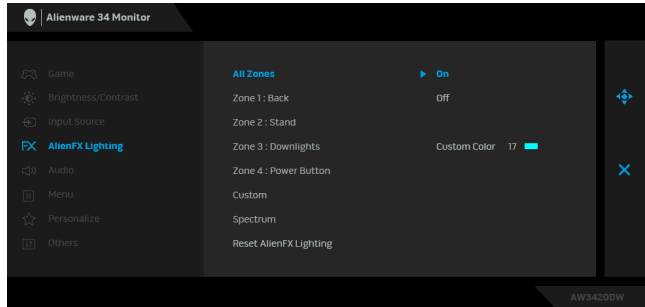 Alienware 34 Monitor
Game
Brightness/Contrast
Input Source
FX AlienFX Lighting
Audio
Menu
Personalize
Others
All Zones On
Zone 1 : Back Off
Zone 2 : Stand
Zone 3 : Downlights Custom Color 17
Zone 4 : Power Button
Custom
Spectrum
Reset AlienFX Lighting
AW3420DW